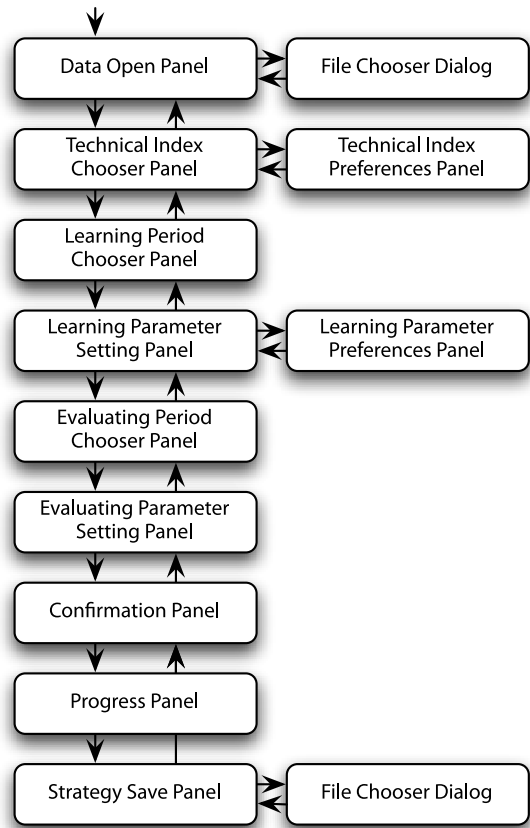 Data Open Panel
File Chooser Dialog
Technical Index
Chooser Panel
Technical Index
Preferences Panel
Learning Period
Chooser Panel
Learning Parameter
Setting Panel
Learning Parameter
Preferences Panel
Evaluating Period
Chooser Panel
Evaluating Parameter
Setting Panel
Confirmation Panel
Progress Panel
Strategy Save Panel
File Chooser Dialog